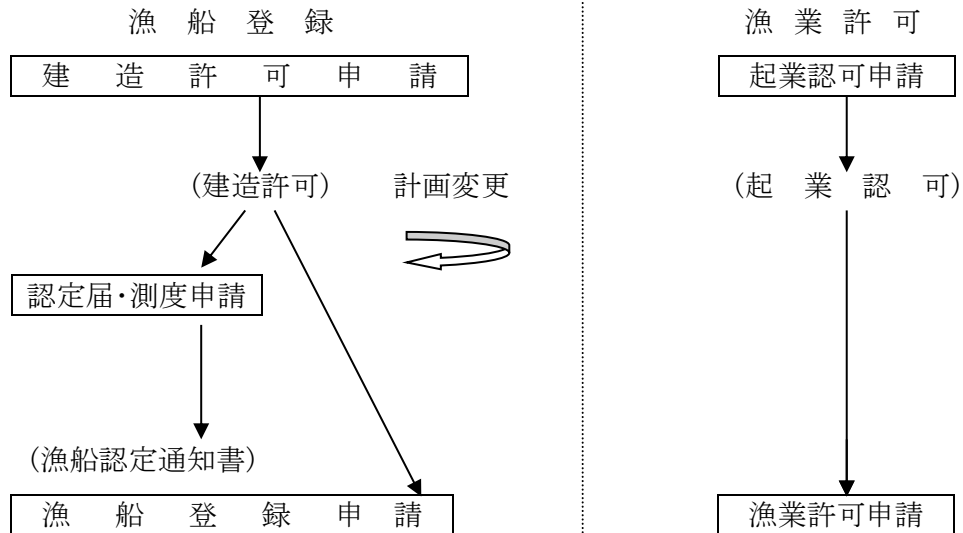 漁船登録
建造許可申請
(建造許可)
計画変更
認定届・測度申請
(漁船認定通知書)
漁船登録申請
漁業許可
起業認可申請
(起業認可)
漁業許可申請